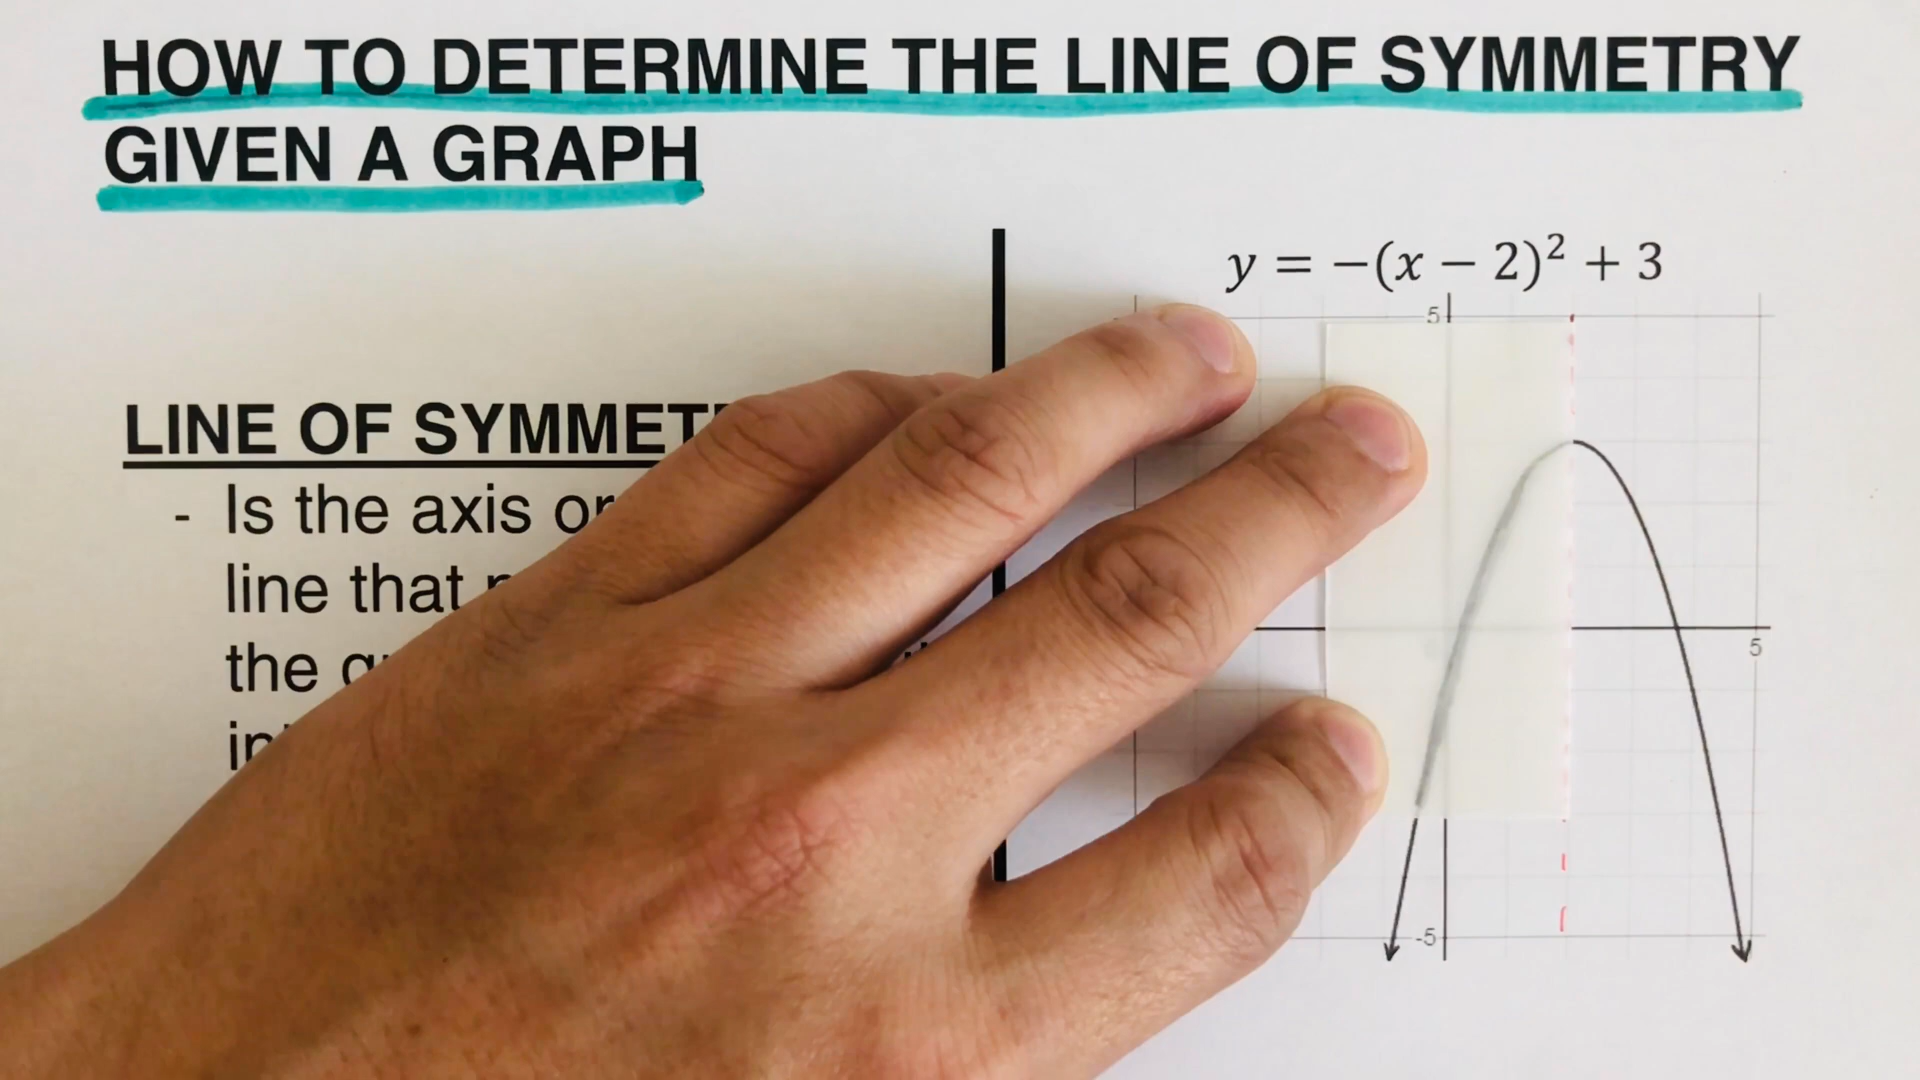 HOW TO DETERMINE THE LINE OF SYMMETRY
GIVEN A GRAPH
y = −(x − 2)² + 3
5
LINE OF
- Is the axis
line that
the
5
-5